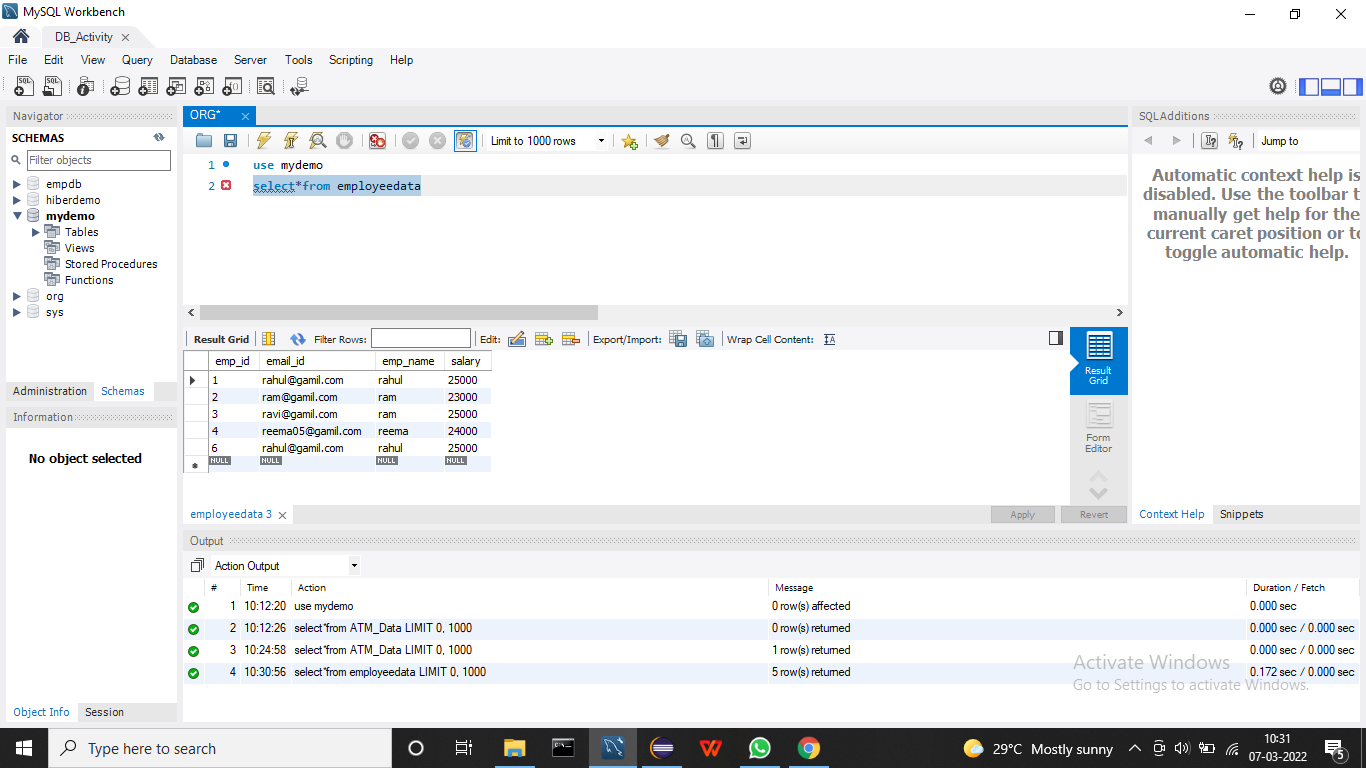 MySQL Workbench
DB_Activity
File Edit View Query Database Server Tools Scripting Help
Navigator
SCHEMAS
Filter objects
empdb
hiberdemo
mydemo
Tables
Views
Stored Procedures
Functions
org
sys
Administration Schemas
Information
No object selected
Object Info Session
ORG*
Limit to 1000 rows
1 use mydemo
2 select*from employeedata
Result Grid Filter Rows: Edit: Export/Import: Wrap Cell Content:
emp_id email_id emp_name salary
1 rahul@gamil.com rahul 25000
2 ram@gamil.com ram 23000
3 ravi@gamil.com ram 25000
4 reema05@gamil.com reema 24000
6 rahul@gamil.com rahul 25000
NULL NULL NULL NULL
Result
Grid
Form
Editor
employeedata 3
Apply Revert
SQLAdditions
Jump to
Automatic context help is
disabled. Use the toolbar t
manually get help for the
current caret position or to
toggle automatic help.
Context Help Snippets
Output
Action Output
# Time Action Message Duration / Fetch
1 10:12:20 use mydemo 0 row(s) affected 0.000 sec
2 10:12:26 select*from ATM_Data LIMIT 0, 1000 0 row(s) returned 0.000 sec / 0.000 sec
3 10:24:58 select*from ATM_Data LIMIT 0, 1000 1 row(s) returned 0.000 sec / 0.000 sec
4 10:30:56 select*from employeedata LIMIT 0, 1000 5 row(s) returned 0.172 sec / 0.000 sec
Activate Windows
Go to Settings to activate Windows.
Type here to search
29°C Mostly sunny
10:31
07-03-2022
5